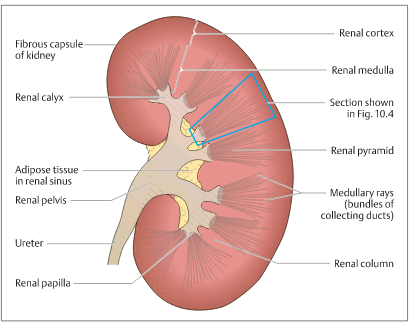 Fibrous capsule
of kidney
Renal calyx
Adipose tissue
in renal sinus
Renal pelvis
Ureter
Renal papilla
Renal cortex
Renal medulla
Section shown
in Fig. 10.4
Renal pyramid
Medullary rays
(bundles of
collecting ducts)
Renal column